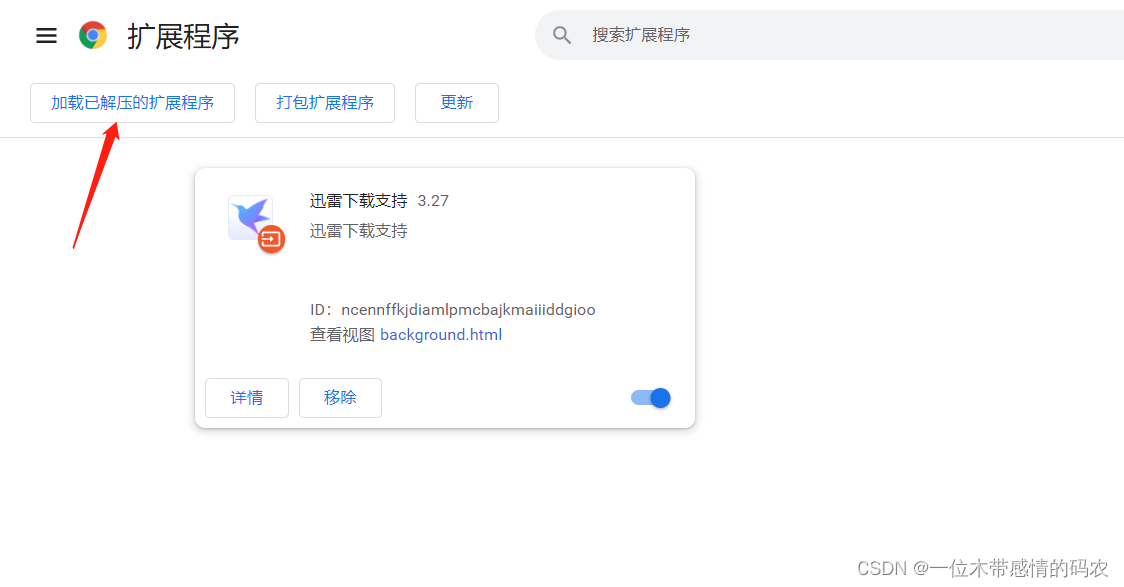 扩展程序
搜索扩展程序
加载已解压的扩展程序
打包扩展程序
更新
迅雷下载支持 3.27
迅雷下载支持
ID：ncennffkjdiamlpmcbajkmaiiiddgioo
查看视图 background.html
详情
移除
CSDN @一位木带感情的码农